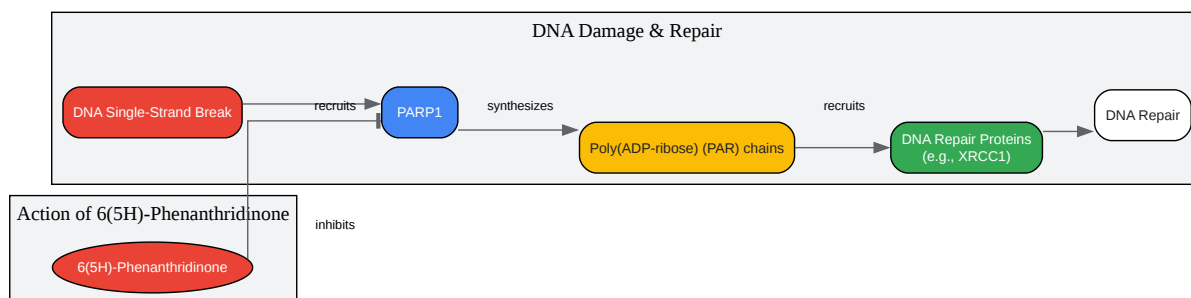 DNA Damage & Repair
DNA Single-Strand Break
recruits
PARP1
synthesizes
Poly(ADP-ribose) (PAR) chains
recruits
DNA Repair Proteins
(e.g., XRCC1)
DNA Repair
Action of 6(5H)-Phenanthridinone
inhibits
6(5H)-Phenanthridinone